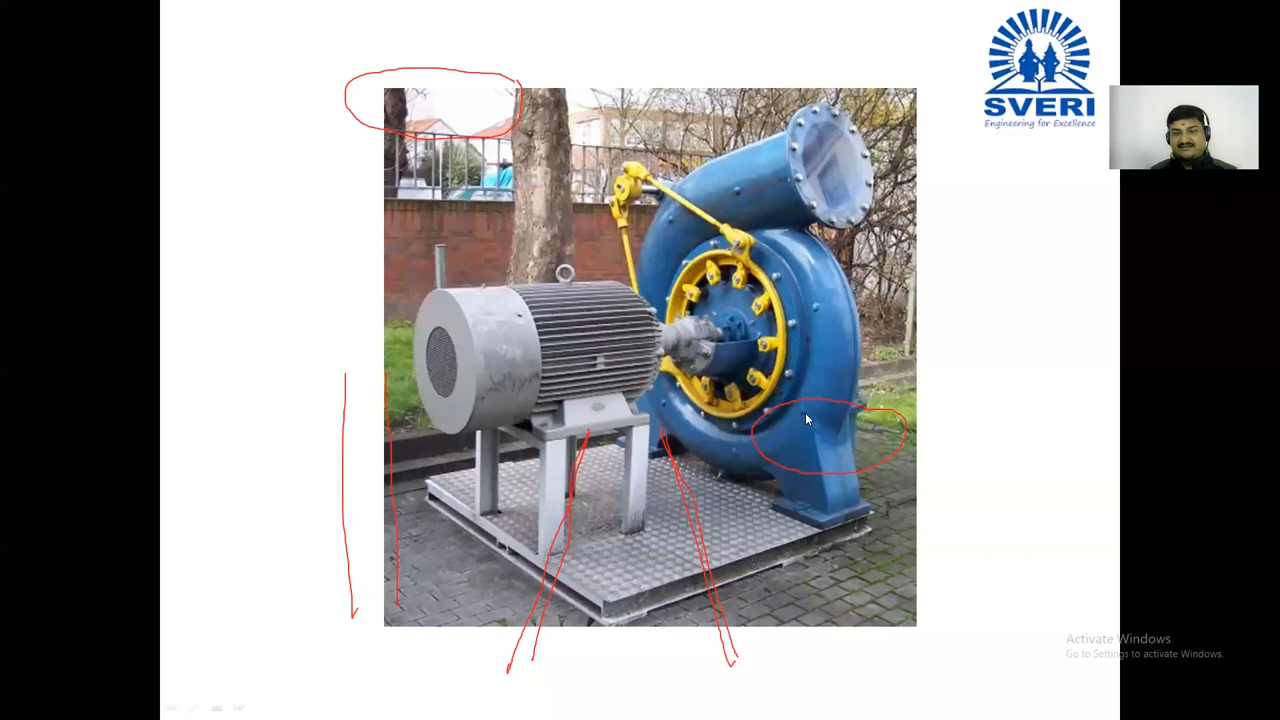 SVERI
Engineering for Excellence
Activate Windows
Go to Settings to activate Windows.